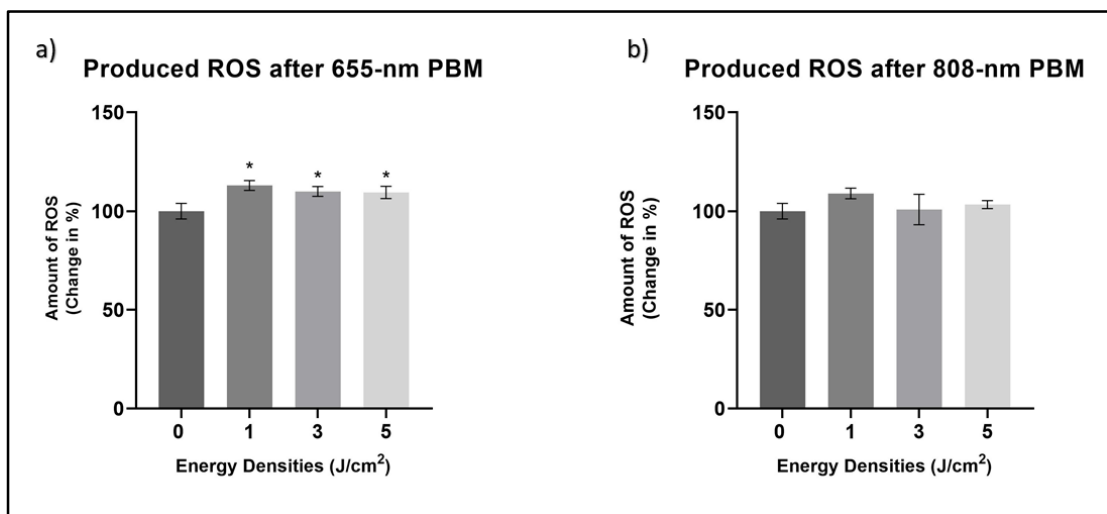 a)
Produced ROS after 655-nm PBM
150
100
50
0
Amount of ROS
(Change in %)
*
*
*
0 1 3 5
Energy Densities (J/cm²)
b)
Produced ROS after 808-nm PBM
150
100
50
0
Amount of ROS
(Change in %)
0 1 3 5
Energy Densities (J/cm²)